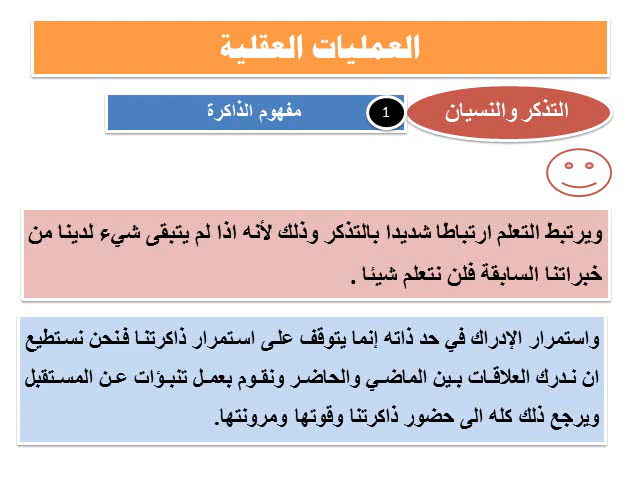 العمليات العقلية
التذكر والنسيان
1
مفهوم الذاكرة
ويرتبط التعلم ارتباطا شديدا بالتذكر وذلك لأنه اذا لم يتبقى شيء لدينا من
خبراتنا السابقة فلن نتعلم شيئا .
واستمرار الإدراك في حد ذاته إنما يتوقف على استمرار ذاكرتنا فنحن نستطيع
ان ندرك العلاقات بين الماضي والحاضر ونقوم بعمل تنبؤات عن المستقبل
ويرجع ذلك كله الى حضور ذاكرتنا وقوتها ومرونتها.